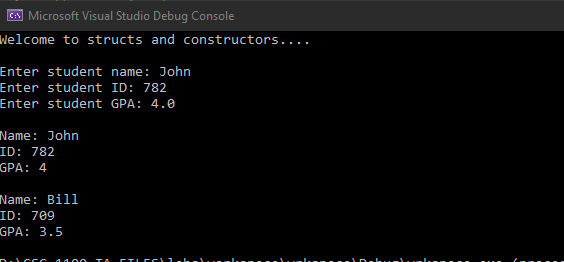 Microsoft Visual Studio Debug Console
Welcome to structs and constructors....
Enter student name: John
Enter student ID: 782
Enter student GPA: 4.0
Name: John
ID: 782
GPA: 4
Name: Bill
ID: 709
GPA: 3.5